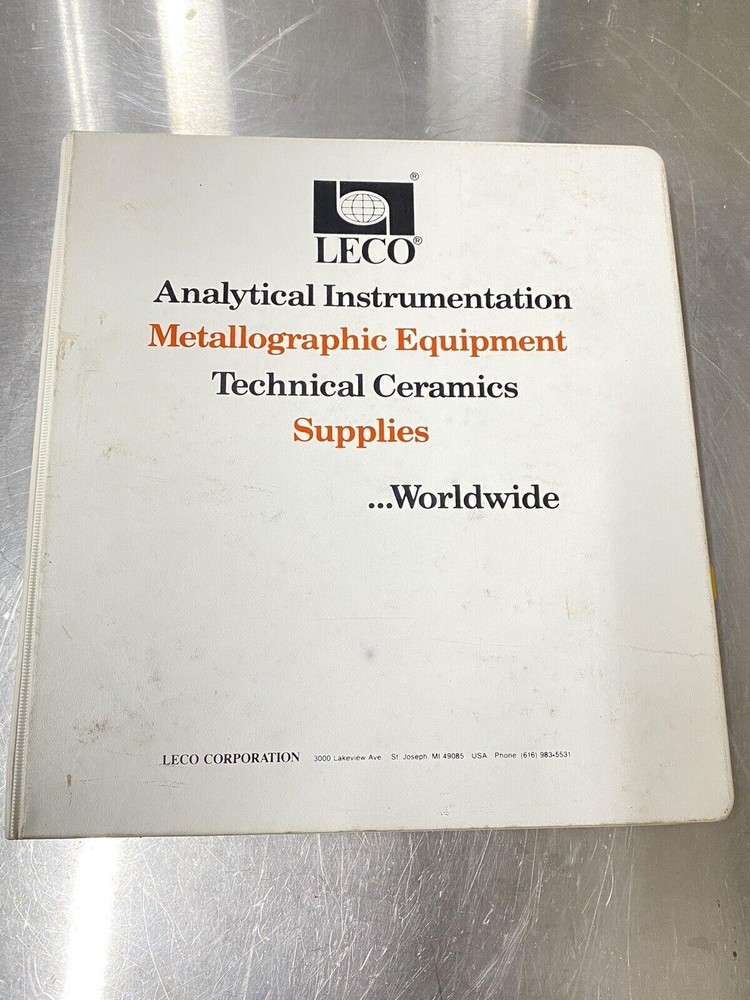 ®
LECO®
Analytical Instrumentation
Metallographic Equipment
Technical Ceramics
Supplies
...Worldwide
LECO CORPORATION 3000 Lakeview Ave St. Joseph, MI 49085 USA Phone (616) 983-5531